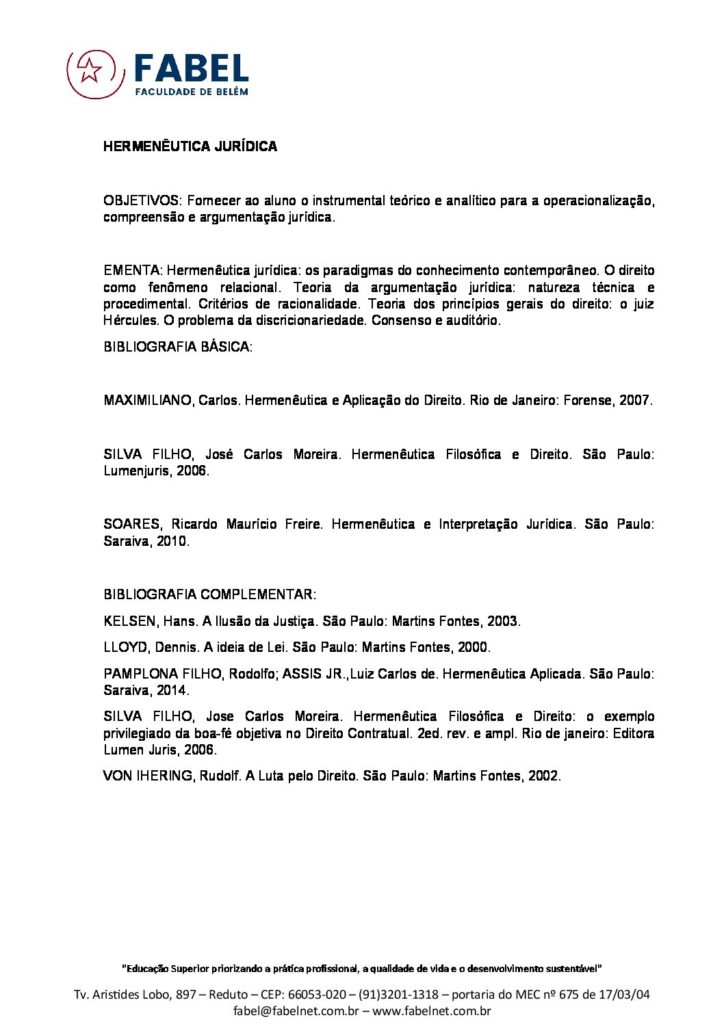 FABEL
FACULDADE DE BELÉM
HERMENÊUTICA JURÍDICA
OBJETIVOS: Fornecer ao aluno o instrumental teórico e analítico para a operacionalização,
compreensão e argumentação jurídica.
EMENTA: Hermenêutica jurídica: os paradigmas do conhecimento contemporâneo. O direito
como fenômeno relacional. Teoria da argumentação jurídica: natureza técnica e
procedimental. Critérios de racionalidade. Teoria dos princípios gerais do direito: o juiz
Hércules. O problema da discricionariedade. Consenso e auditório.
BIBLIOGRAFIA BÁSICA:
MAXIMILIANO, Carlos. Hermenêutica e Aplicação do Direito. Rio de Janeiro: Forense, 2007.
SILVA FILHO, José Carlos Moreira. Hermenêutica Filosófica e Direito. São Paulo:
Lumenjuris, 2006.
SOARES, Ricardo Maurício Freire. Hermenêutica e Interpretação Jurídica. São Paulo:
Saraiva, 2010.
BIBLIOGRAFIA COMPLEMENTAR:
KELSEN, Hans. A Ilusão da Justiça. São Paulo: Martins Fontes, 2003.
LLOYD, Dennis. A ideia de Lei. São Paulo: Martins Fontes, 2000.
PAMPLONA FILHO, Rodolfo; ASSIS JR.,Luiz Carlos de. Hermenêutica Aplicada. São Paulo:
Saraiva, 2014.
SILVA FILHO, Jose Carlos Moreira. Hermenêutica Filosófica e Direito: o exemplo
privilegiado da boa-fé objetiva no Direito Contratual. 2ed. rev. e ampl. Rio de janeiro: Editora
Lumen Juris, 2006.
VON IHERING, Rudolf. A Luta pelo Direito. São Paulo: Martins Fontes, 2002.
"Educação Superior priorizando a prática profissional, a qualidade de vida e o desenvolvimento sustentável"
Tv. Aristides Lobo, 897 – Reduto – CEP: 66053-020 – (91)3201-1318 – portaria do MEC nº 675 de 17/03/04
fabel@fabelnet.com.br – www.fabelnet.com.br